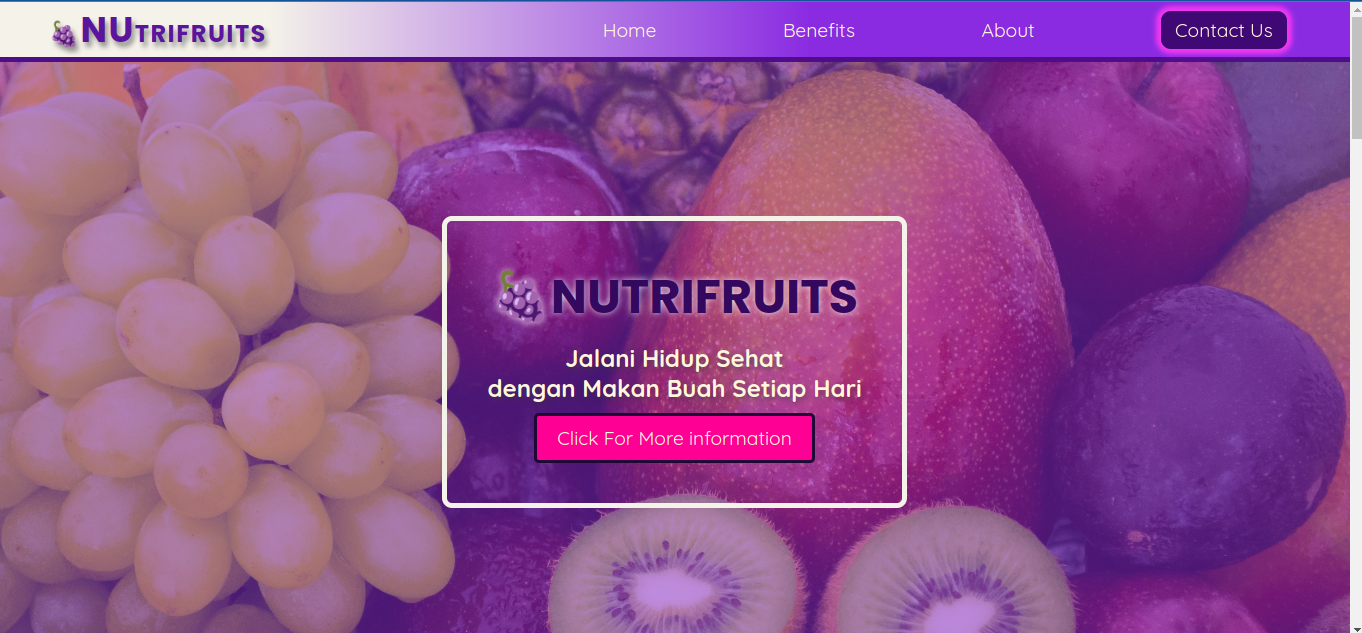 NUTRIFRUITS
Home
Benefits
About
Contact Us
NUTRIFRUITS
Jalani Hidup Sehat
dengan Makan Buah Setiap Hari
Click For More information